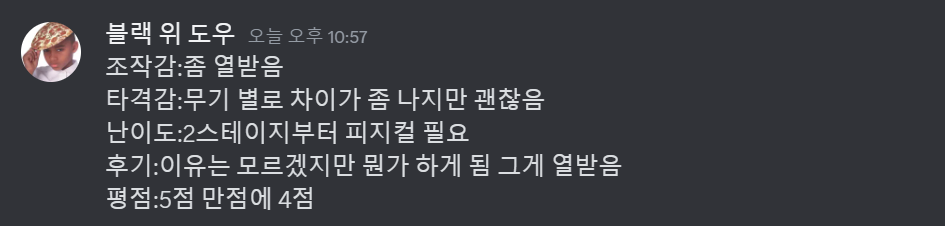 블랙 위 도우 오늘 오후 10:57
조작감:좀 열받음
타격감:무기 별로 차이가 좀 나지만 괜찮음
난이도:2스테이지부터 피지컬 필요
후기:이유는 모르겠지만 뭔가 하게 됨 그게 열받음
평점:5점 만점에 4점